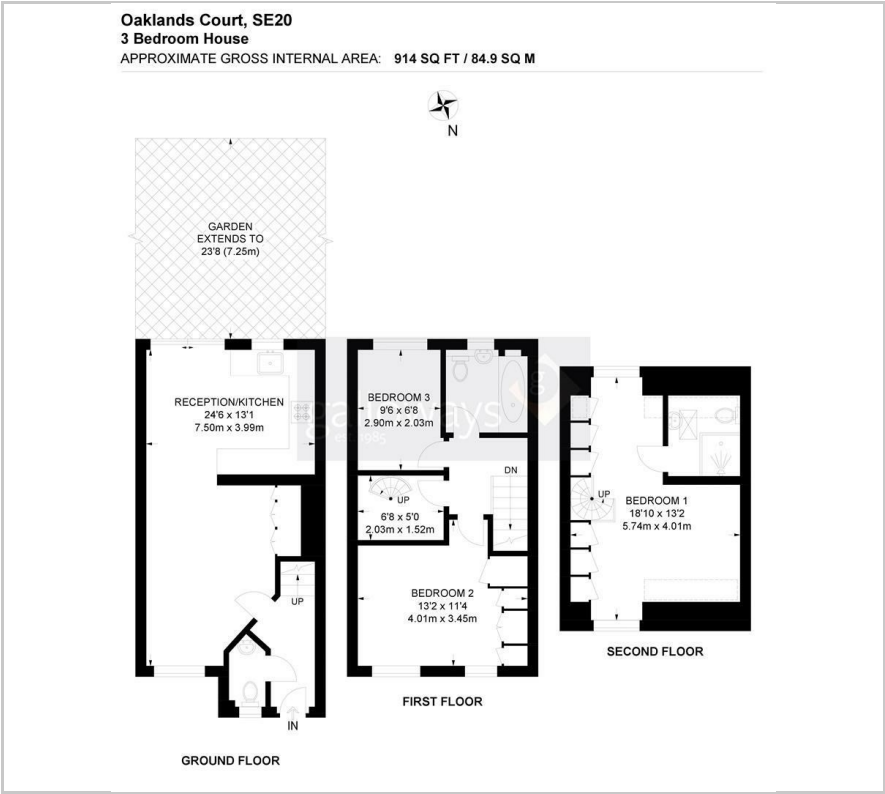 Oaklands Court, SE20
3 Bedroom House
APPROXIMATE GROSS INTERNAL AREA: 914 SQ FT / 84.9 SQ M
N
GARDEN
EXTENDS TO
23'8 (7.25m)
RECEPTION/KITCHEN
24'6 x 13'1
7.50m x 3.99m
UP
IN
GROUND FLOOR
BEDROOM 3
9'6 x 6'8
2.90m x 2.03m
DN
UP
6'8 x 5'0
2.03m x 1.52m
BEDROOM 2
13'2 x 11'4
4.01m x 3.45m
FIRST FLOOR
UP
BEDROOM 1
18'10 x 13'2
5.74m x 4.01m
SECOND FLOOR
est. 1985
g